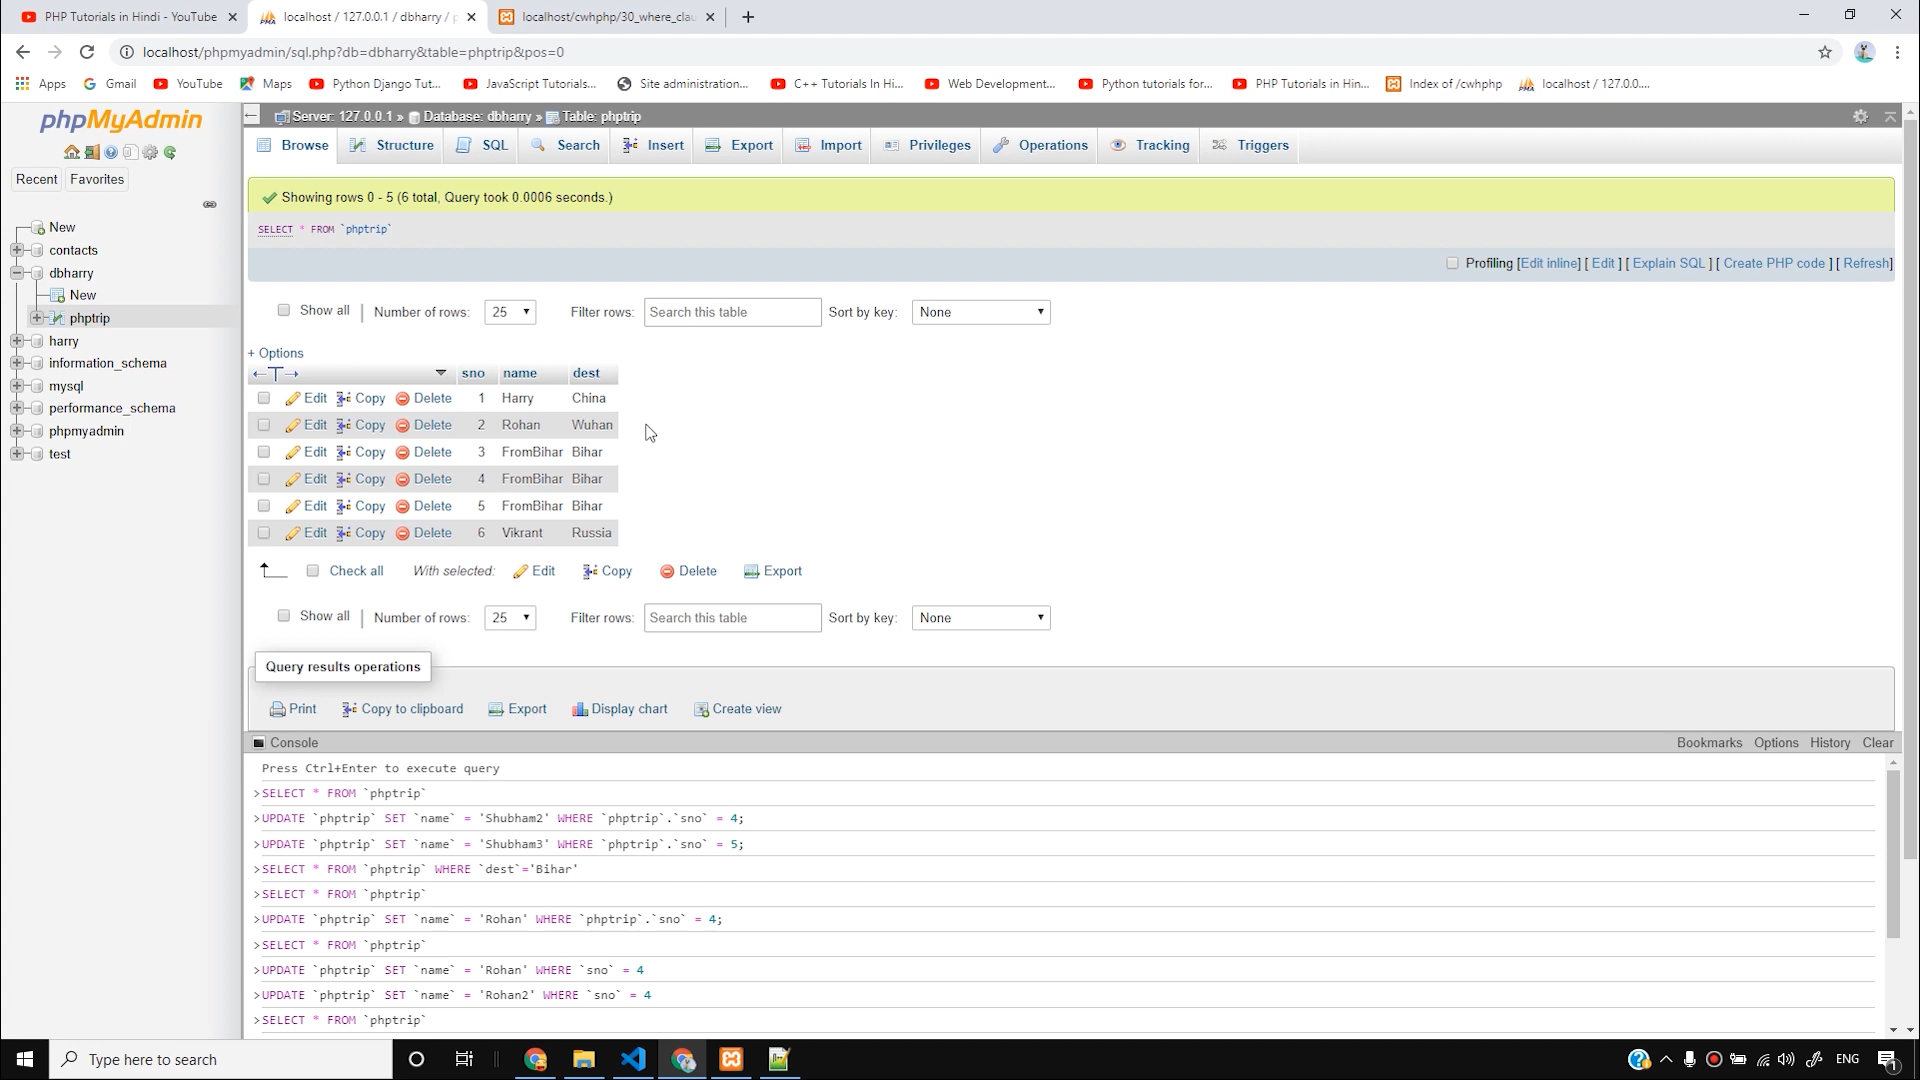 PHP Tutorials in Hindi - YouTube
localhost / 127.0.0.1 / dbharry / p
localhost/cwhphp/30_where_clau
localhost/phpmyadmin/sql.php?db=dbharry&table=phptrip&pos=0
Apps Gmail YouTube Maps Python Django Tut... JavaScript Tutorials... Site administration... C++ Tutorials In Hi... Web Development... Python tutorials for... PHP Tutorials in Hin... Index of /cwhphp localhost / 127.0.0....
phpMyAdmin
Recent Favorites
New
contacts
dbharry
New
phptrip
harry
information_schema
mysql
performance_schema
phpmyadmin
test
Server: 127.0.0.1 » Database: dbharry » Table: phptrip
Browse Structure SQL Search Insert Export Import Privileges Operations Tracking Triggers
Showing rows 0 - 5 (6 total, Query took 0.0006 seconds.)
SELECT * FROM `phptrip`
Profiling [Edit inline] [ Edit ] [ Explain SQL ] [ Create PHP code ] [ Refresh]
Show all | Number of rows: 25 Filter rows: Search this table Sort by key: None
+ Options
←T→ sno name dest
Edit Copy Delete 1 Harry China
Edit Copy Delete 2 Rohan Wuhan
Edit Copy Delete 3 FromBihar Bihar
Edit Copy Delete 4 FromBihar Bihar
Edit Copy Delete 5 FromBihar Bihar
Edit Copy Delete 6 Vikrant Russia
Check all With selected: Edit Copy Delete Export
Show all | Number of rows: 25 Filter rows: Search this table Sort by key: None
Query results operations
Print Copy to clipboard Export Display chart Create view
Console Bookmarks Options History Clear
Press Ctrl+Enter to execute query
>SELECT * FROM `phptrip`
>UPDATE `phptrip` SET `name` = 'Shubham2' WHERE `phptrip`.`sno` = 4;
>UPDATE `phptrip` SET `name` = 'Shubham3' WHERE `phptrip`.`sno` = 5;
>SELECT * FROM `phptrip` WHERE `dest`='Bihar'
>SELECT * FROM `phptrip`
>UPDATE `phptrip` SET `name` = 'Rohan' WHERE `phptrip`.`sno` = 4;
>SELECT * FROM `phptrip`
>UPDATE `phptrip` SET `name` = 'Rohan' WHERE `sno` = 4
>UPDATE `phptrip` SET `name` = 'Rohan2' WHERE `sno` = 4
>SELECT * FROM `phptrip`
Type here to search
ENG
1